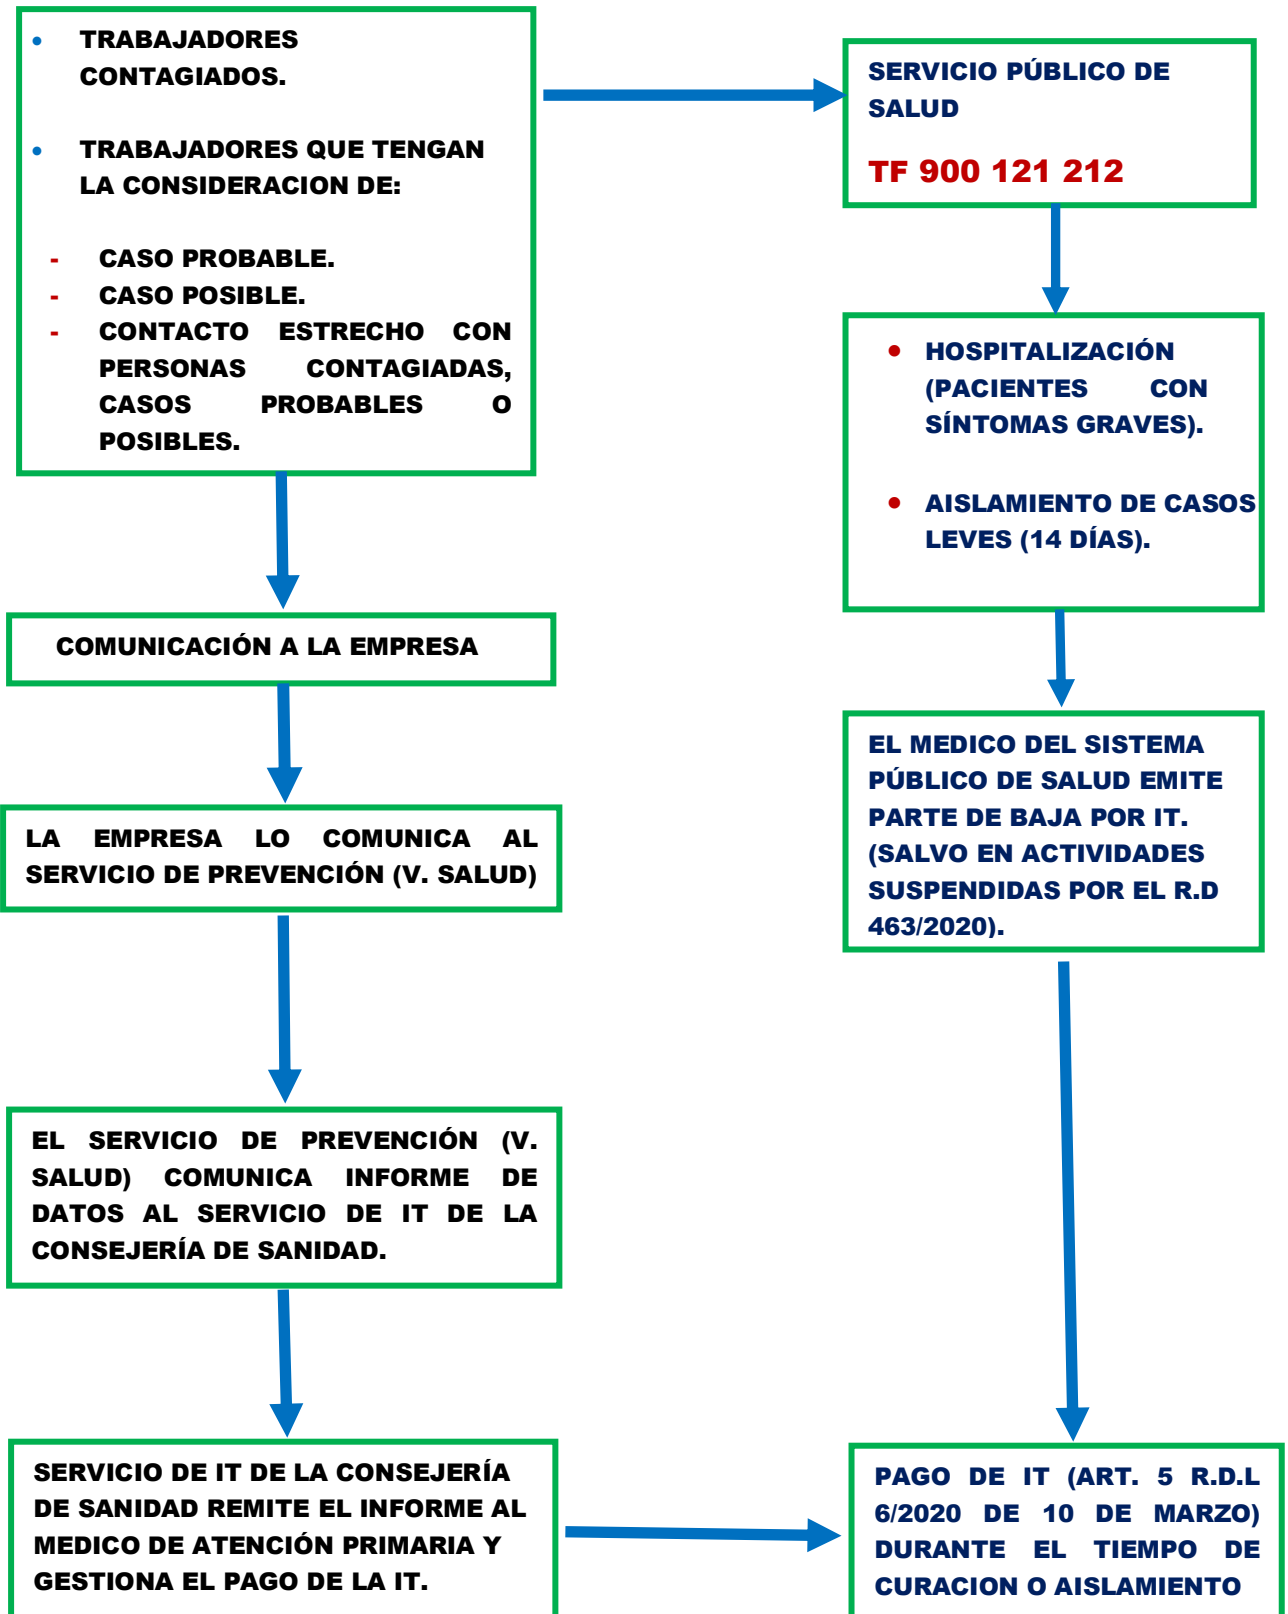 • TRABAJADORES
CONTAGIADOS.
• TRABAJADORES QUE TENGAN
LA CONSIDERACION DE:
- CASO PROBABLE.
- CASO POSIBLE.
- CONTACTO ESTRECHO CON
PERSONAS CONTAGIADAS,
CASOS PROBABLES O
POSIBLES.
SERVICIO PÚBLICO DE
SALUD
TF 900 121 212
• HOSPITALIZACIÓN
(PACIENTES CON
SÍNTOMAS GRAVES).
• AISLAMIENTO DE CASOS
LEVES (14 DÍAS).
COMUNICACIÓN A LA EMPRESA
EL MEDICO DEL SISTEMA
PÚBLICO DE SALUD EMITE
PARTE DE BAJA POR IT.
(SALVO EN ACTIVIDADES
SUSPENDIDAS POR EL R.D
463/2020).
LA EMPRESA LO COMUNICA AL
SERVICIO DE PREVENCIÓN (V. SALUD)
EL SERVICIO DE PREVENCIÓN (V.
SALUD) COMUNICA INFORME DE
DATOS AL SERVICIO DE IT DE LA
CONSEJERÍA DE SANIDAD.
SERVICIO DE IT DE LA CONSEJERÍA
DE SANIDAD REMITE EL INFORME AL
MEDICO DE ATENCIÓN PRIMARIA Y
GESTIONA EL PAGO DE LA IT.
PAGO DE IT (ART. 5 R.D.L
6/2020 DE 10 DE MARZO)
DURANTE EL TIEMPO DE
CURACION O AISLAMIENTO